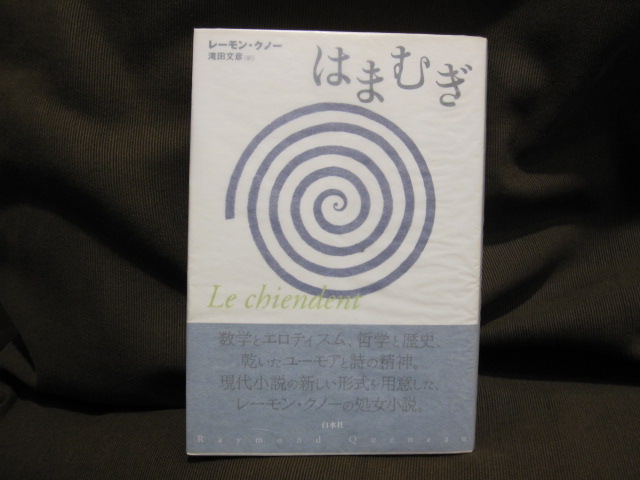 レーモン・クノー
滝田文彦 訳
はまむぎ
Le chiendent
数学とエロティスム、哲学と歴史、
乾いたユーモアと詩の精神。
現代小説の新しい形式を用意した、
レーモン・クノーの処女小説。
白水社
Raymond Queneau